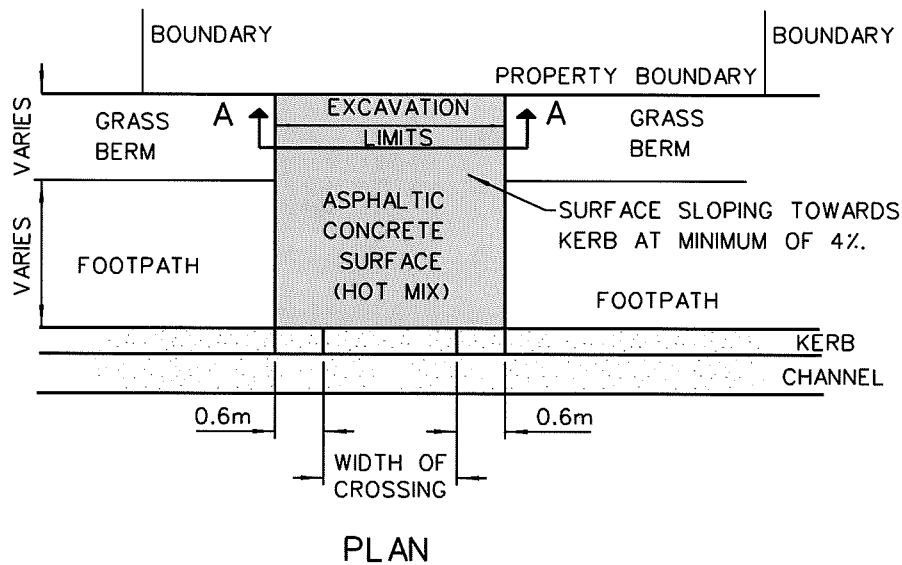 BOUNDARY
BOUNDARY
PROPERTY BOUNDARY
VARIES
GRASS
BERM
A
EXCAVATION
LIMITS
A
GRASS
BERM
VARIES
FOOTPATH
ASPHALTIC
CONCRETE
SURFACE
(HOT MIX)
SURFACE SLOPING TOWARDS
KERB AT MINIMUM OF 4%.
FOOTPATH
KERB
CHANNEL
0.6m
0.6m
WIDTH OF
CROSSING
PLAN